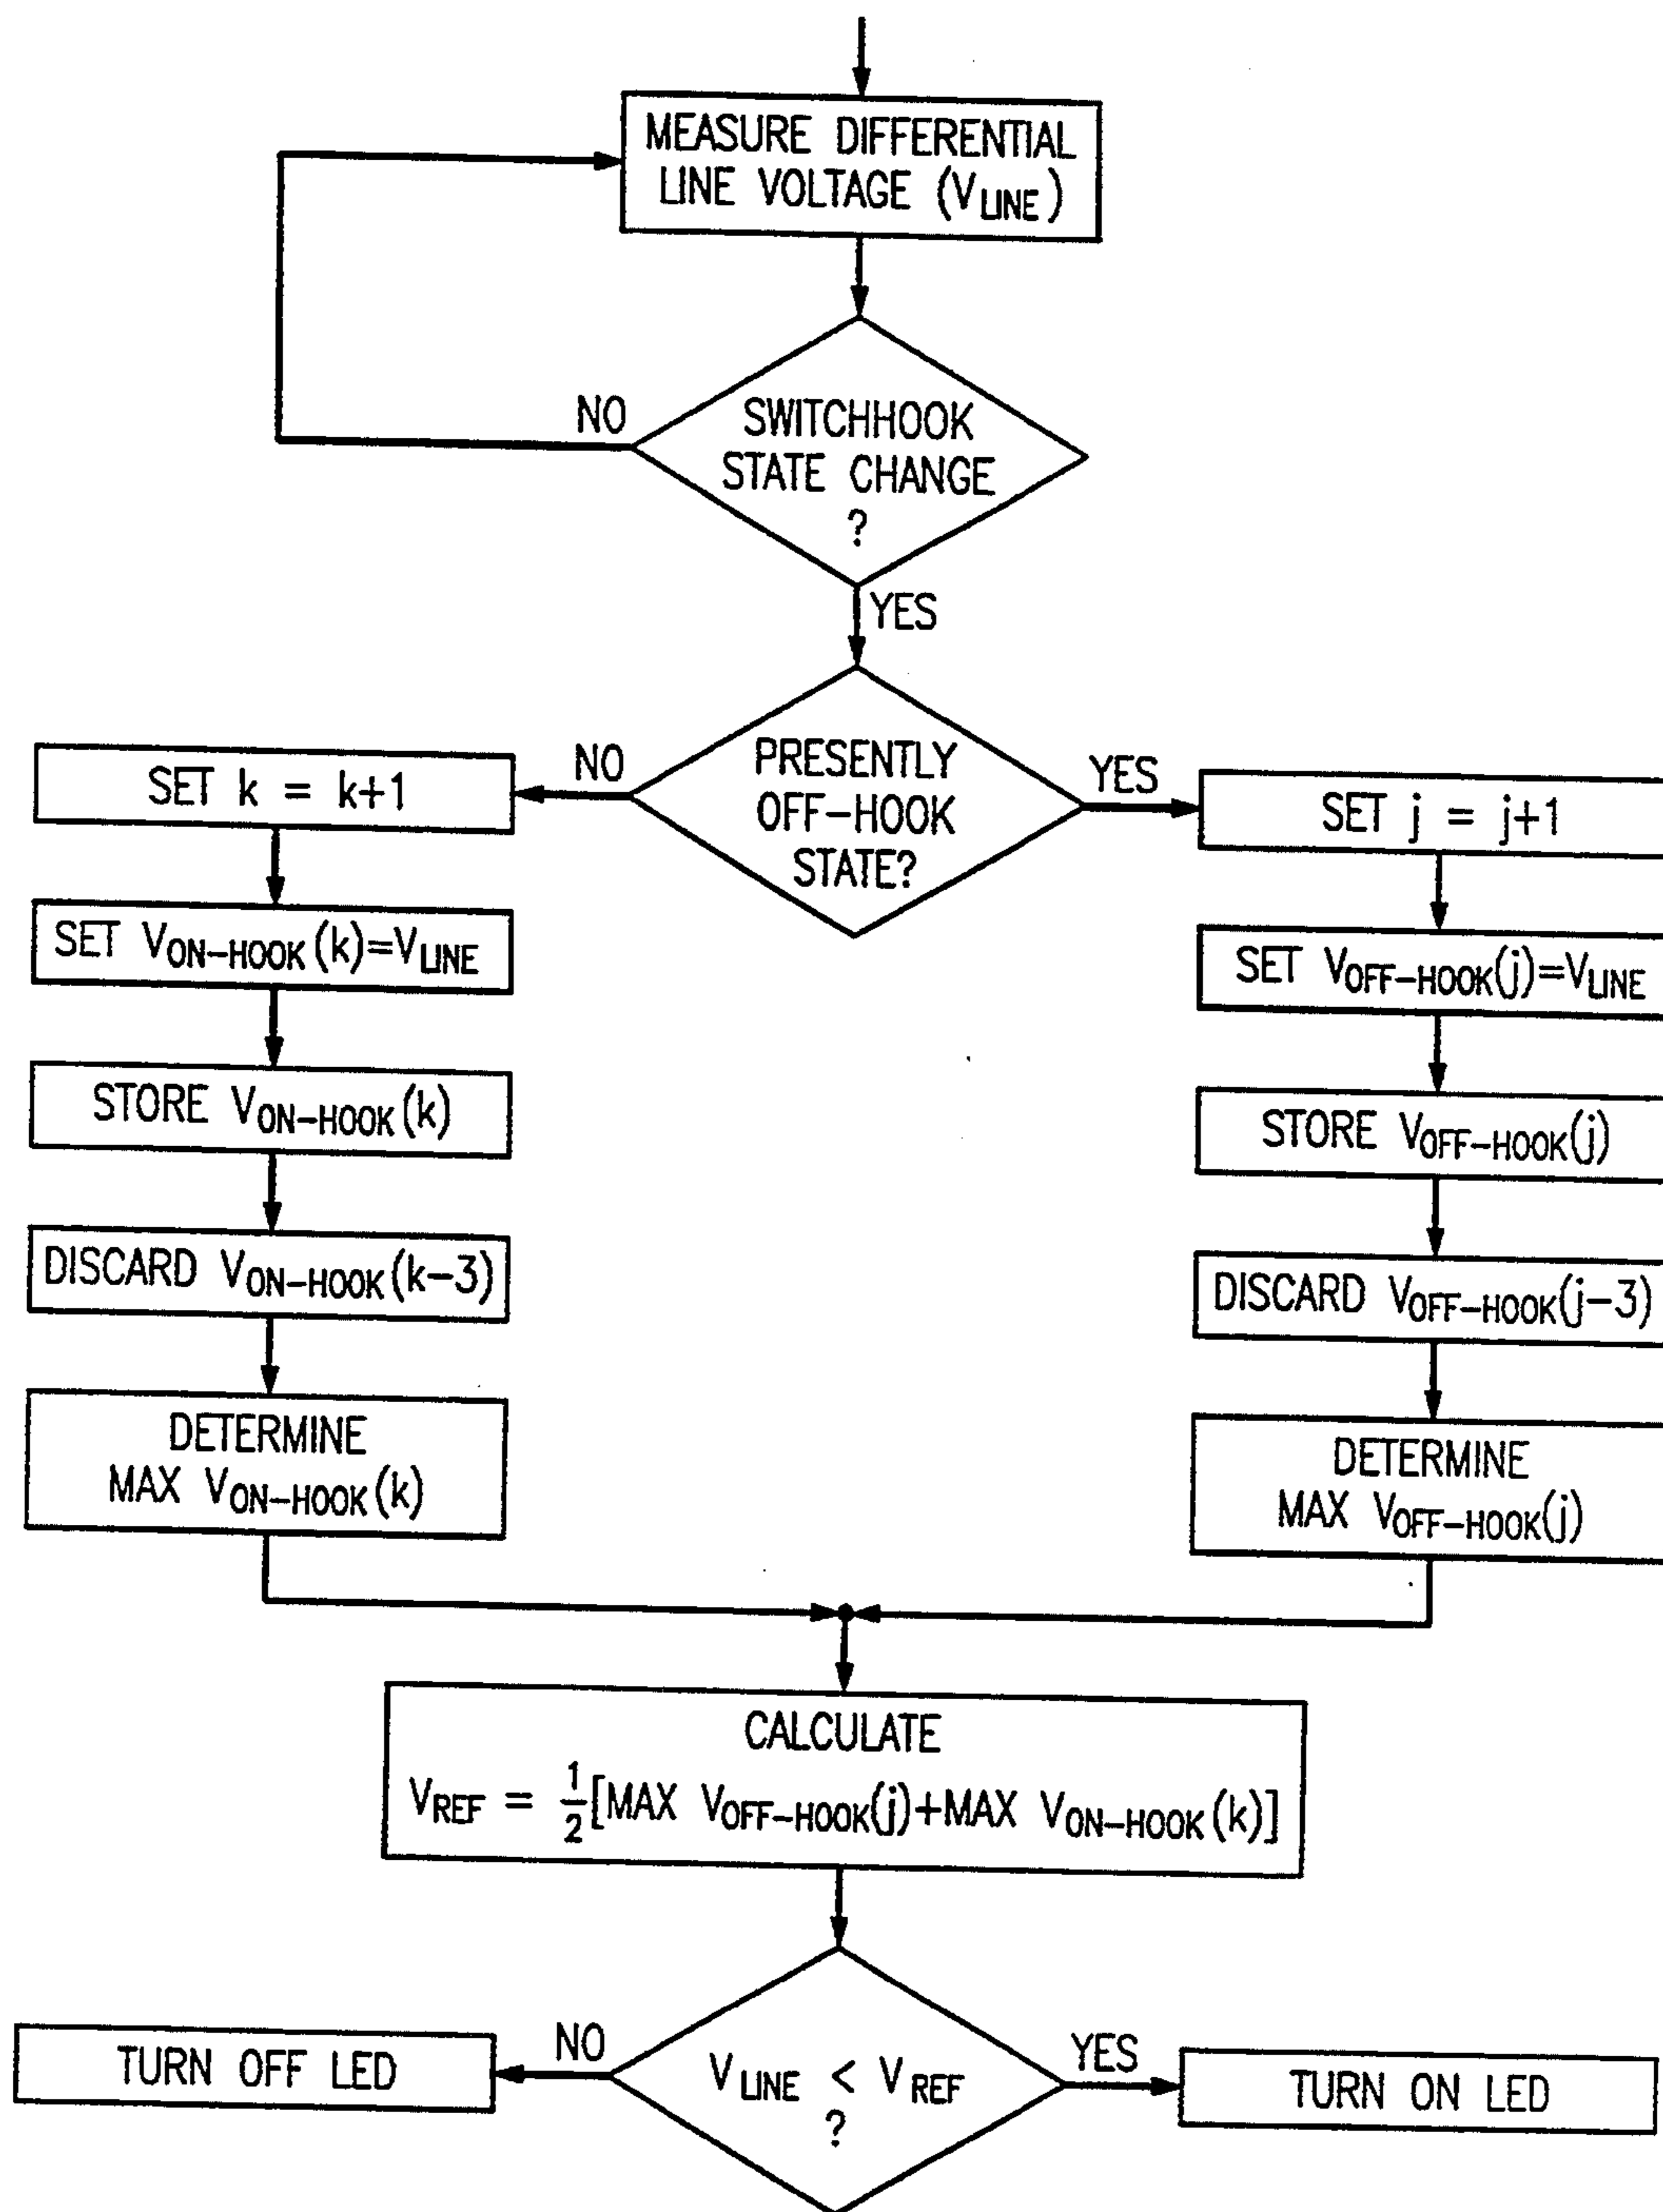 MEASURE DIFFERENTIAL
LINE VOLTAGE (VLINE)
NO
SWITCHHOOK
STATE CHANGE
?
YES
NO
PRESENTLY
OFF-HOOK
STATE?
YES
SET k = k+1
SET VON-HOOK(k)=VLINE
STORE VON-HOOK(k)
DISCARD VON-HOOK(k-3)
DETERMINE
MAX VON-HOOK(k)
SET j = j+1
SET VOFF-HOOK(j)=VLINE
STORE VOFF-HOOK(j)
DISCARD VOFF-HOOK(j-3)
DETERMINE
MAX VOFF-HOOK(j)
CALCULATE
VREF = 1/2[MAX VOFF-HOOK(j)+MAX VON-HOOK(k)]
TURN OFF LED
NO
VLINE < VREF
?
YES
TURN ON LED